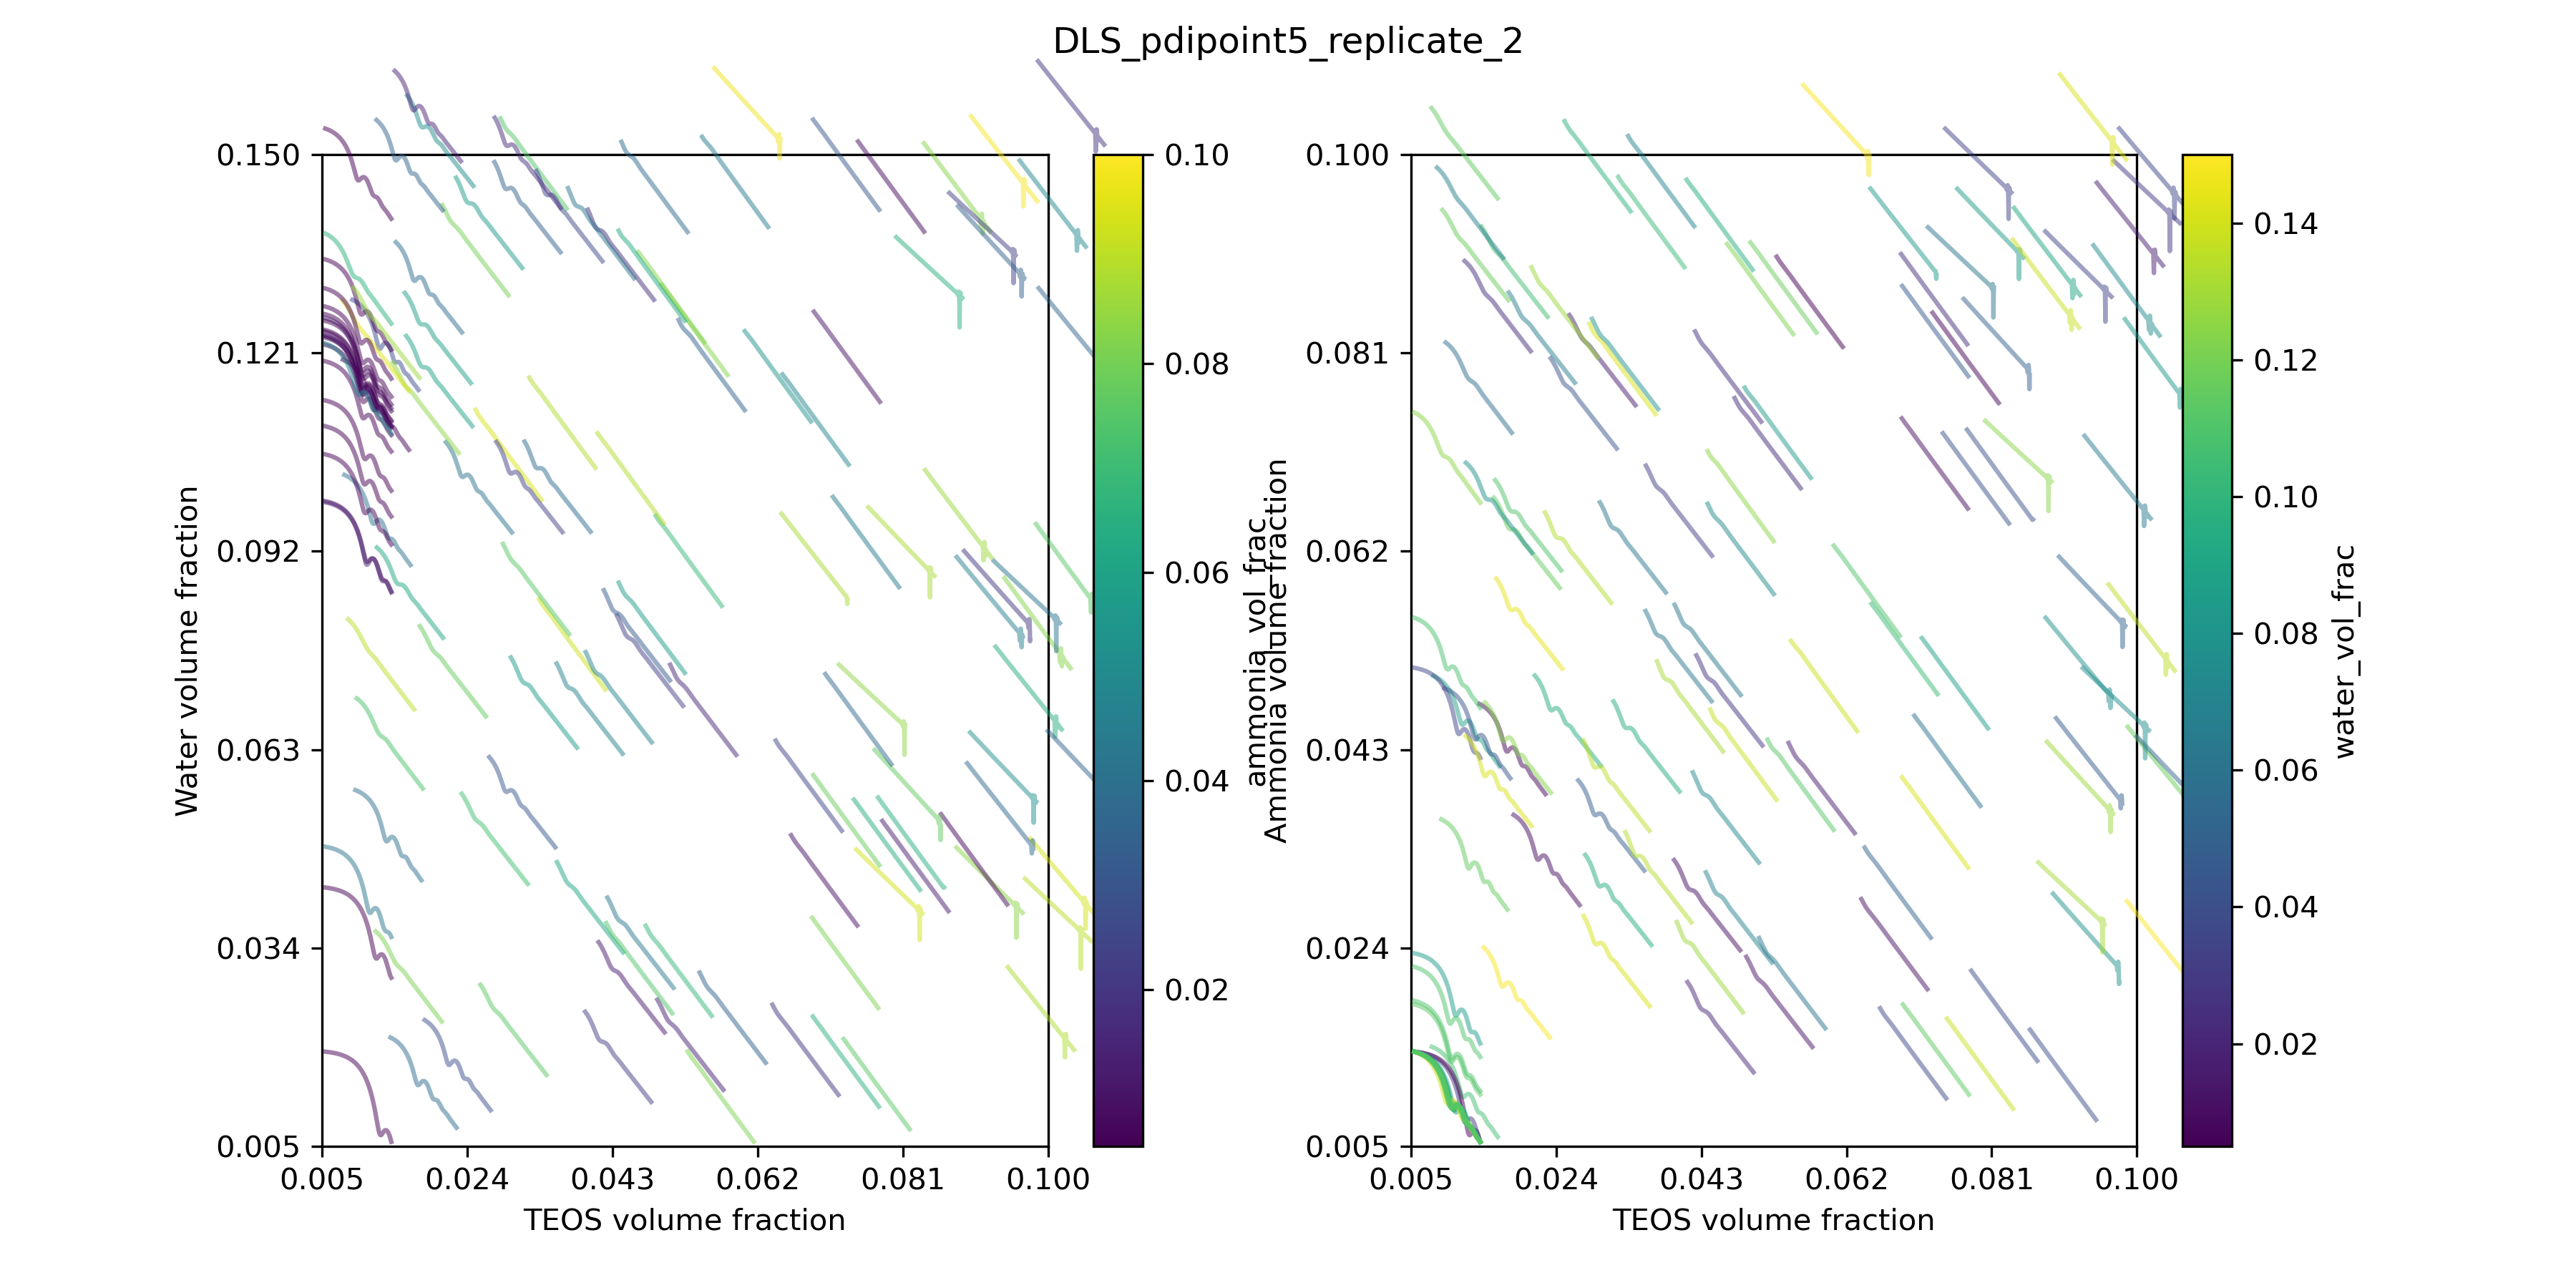 DLS_pdipoint5_replicate_2
Water volume fraction
0.150
0.121
0.092
0.063
0.034
0.005
0.005 0.024 0.043 0.062 0.081 0.100
TEOS volume fraction
0.10
0.08
0.06
0.04
0.02
ammonia_vol_frac
Ammonia volume fraction
0.100
0.081
0.062
0.043
0.024
0.005
0.005 0.024 0.043 0.062 0.081 0.100
TEOS volume fraction
0.14
0.12
0.10
0.08
0.06
0.04
0.02
water_vol_frac